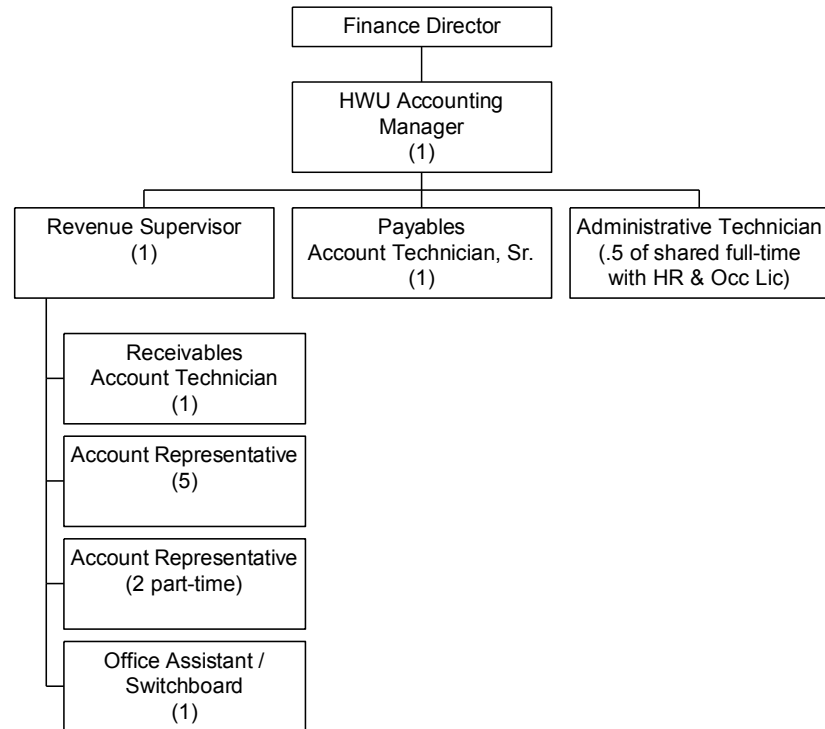 Finance Director
HWU Accounting
Manager
(1)
Revenue Supervisor
(1)
Payables
Account Technician, Sr.
(1)
Administrative Technician
(.5 of shared full-time
with HR & Occ Lic)
Receivables
Account Technician
(1)
Account Representative
(5)
Account Representative
(2 part-time)
Office Assistant /
Switchboard
(1)